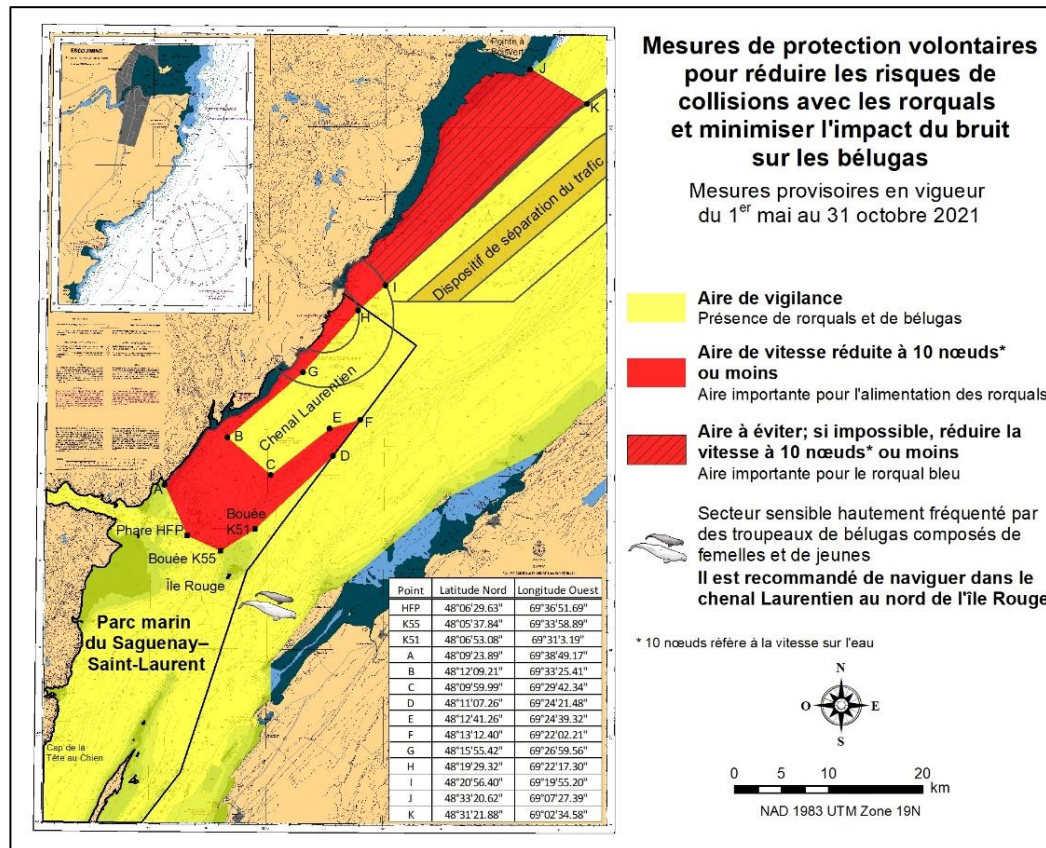 Mesures de protection volontaires
pour réduire les risques de
collisions avec les rorquals
et minimiser l'impact du bruit
sur les bélugas
Mesures provisoires en vigueur
du 1er mai au 31 octobre 2021
Aire de vigilance
Présence de rorquals et de bélugas
Aire de vitesse réduite à 10 nœuds*
ou moins
Aire importante pour l'alimentation des rorquals
Aire à éviter; si impossible, réduire la
vitesse à 10 nœuds* ou moins
Aire importante pour le rorqual bleu
Secteur sensible hautement fréquenté par
des troupeaux de bélugas composés de
femelles et de jeunes
Il est recommandé de naviguer dans le
chenal Laurentien au nord de l'île Rouge
* 10 nœuds réfère à la vitesse sur l'eau
N
O
E
S
0 5 10 20
km
NAD 1983 UTM Zone 19N
ESCOUMINS
Pointe à
Boisvert
J
K
Dispositif de séparation du trafic
I
H
G
Chenal Laurentien
B
E
F
C
D
A
Bouée
K51
Phare HFP
Bouée K55
Île Rouge
Parc marin
du Saguenay–
Saint-Laurent
Cap de la
Tête au Chien
Point Latitude Nord Longitude Ouest
HFP 48°06'29.63" 69°36'51.69"
K55 48°05'37.84" 69°33'58.89"
K51 48°06'53.08" 69°31'3.19"
A 48°09'23.89" 69°38'49.17"
B 48°12'09.21" 69°33'25.41"
C 48°09'59.99" 69°29'42.34"
D 48°11'07.26" 69°24'21.48"
E 48°12'41.26" 69°24'39.32"
F 48°13'12.40" 69°22'02.21"
G 48°15'55.42" 69°26'59.56"
H 48°19'29.32" 69°22'17.30"
I 48°20'56.40" 69°19'55.20"
J 48°33'20.62" 69°07'27.39"
K 48°31'21.88" 69°02'34.58"